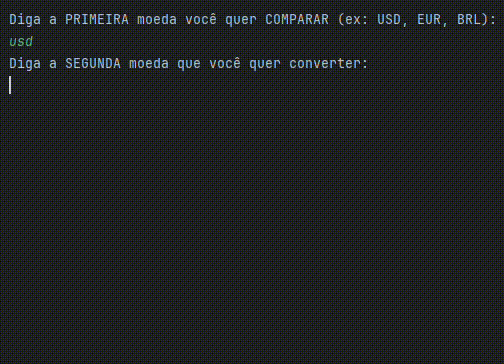 Diga a PRIMEIRA moeda você quer COMPARAR (ex: USD, EUR, BRL):
usd
Diga a SEGUNDA moeda que você quer converter: